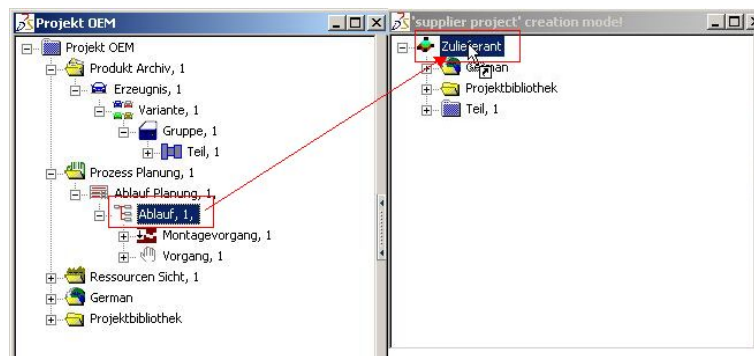 Projekt OEM
Projekt OEM
Produkt Archiv, 1
Erzeugnis, 1
Variante, 1
Gruppe, 1
Teil, 1
Prozess Planung, 1
Ablauf Planung, 1,
Ablauf, 1,
Montagevorgang, 1
Vorgang, 1
Ressourcen Sicht, 1
German
Projektbibliothek
'supplier project' creation mode!
Zulieferant
German
Projektbibliothek
Teil, 1